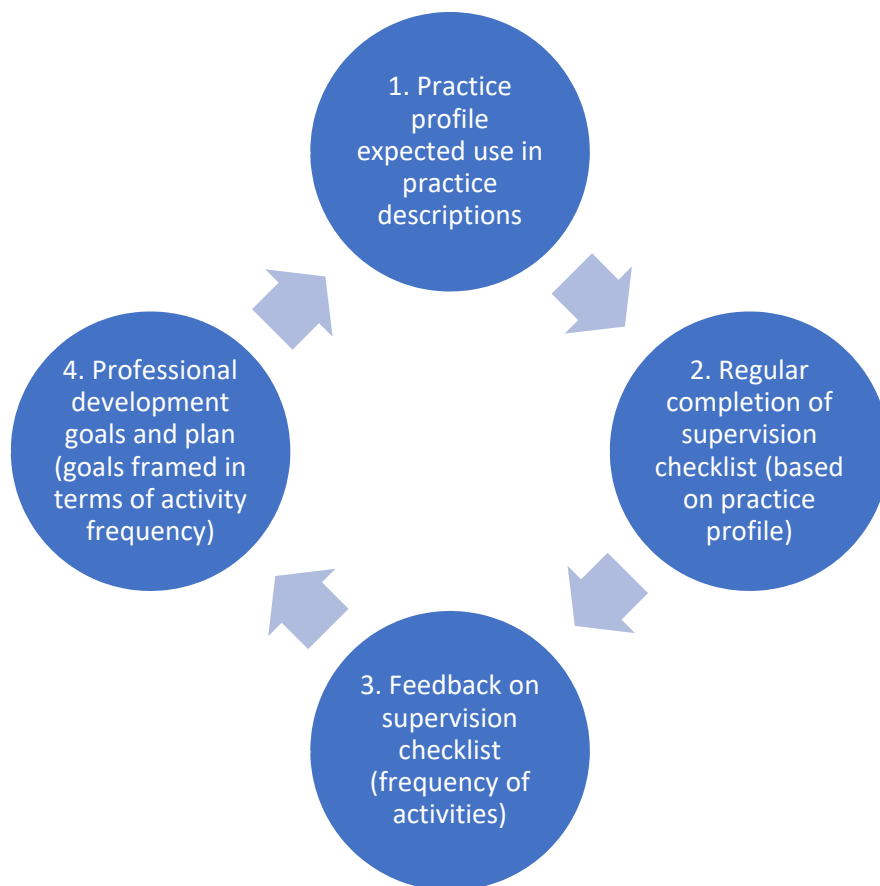 1. Practice
profile
expected use in
practice
descriptions
2. Regular
completion of
supervision
checklist (based
on practice
profile)
3. Feedback on
supervision
checklist
(frequency of
activities)
4. Professional
development
goals and plan
(goals framed in
terms of activity
frequency)